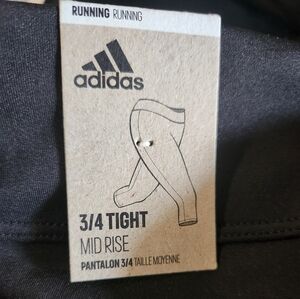 RUNNING RUNNING
adidas
3/4 TIGHT
MID RISE
PANTALON 3/4 TAILLE MOYENNE